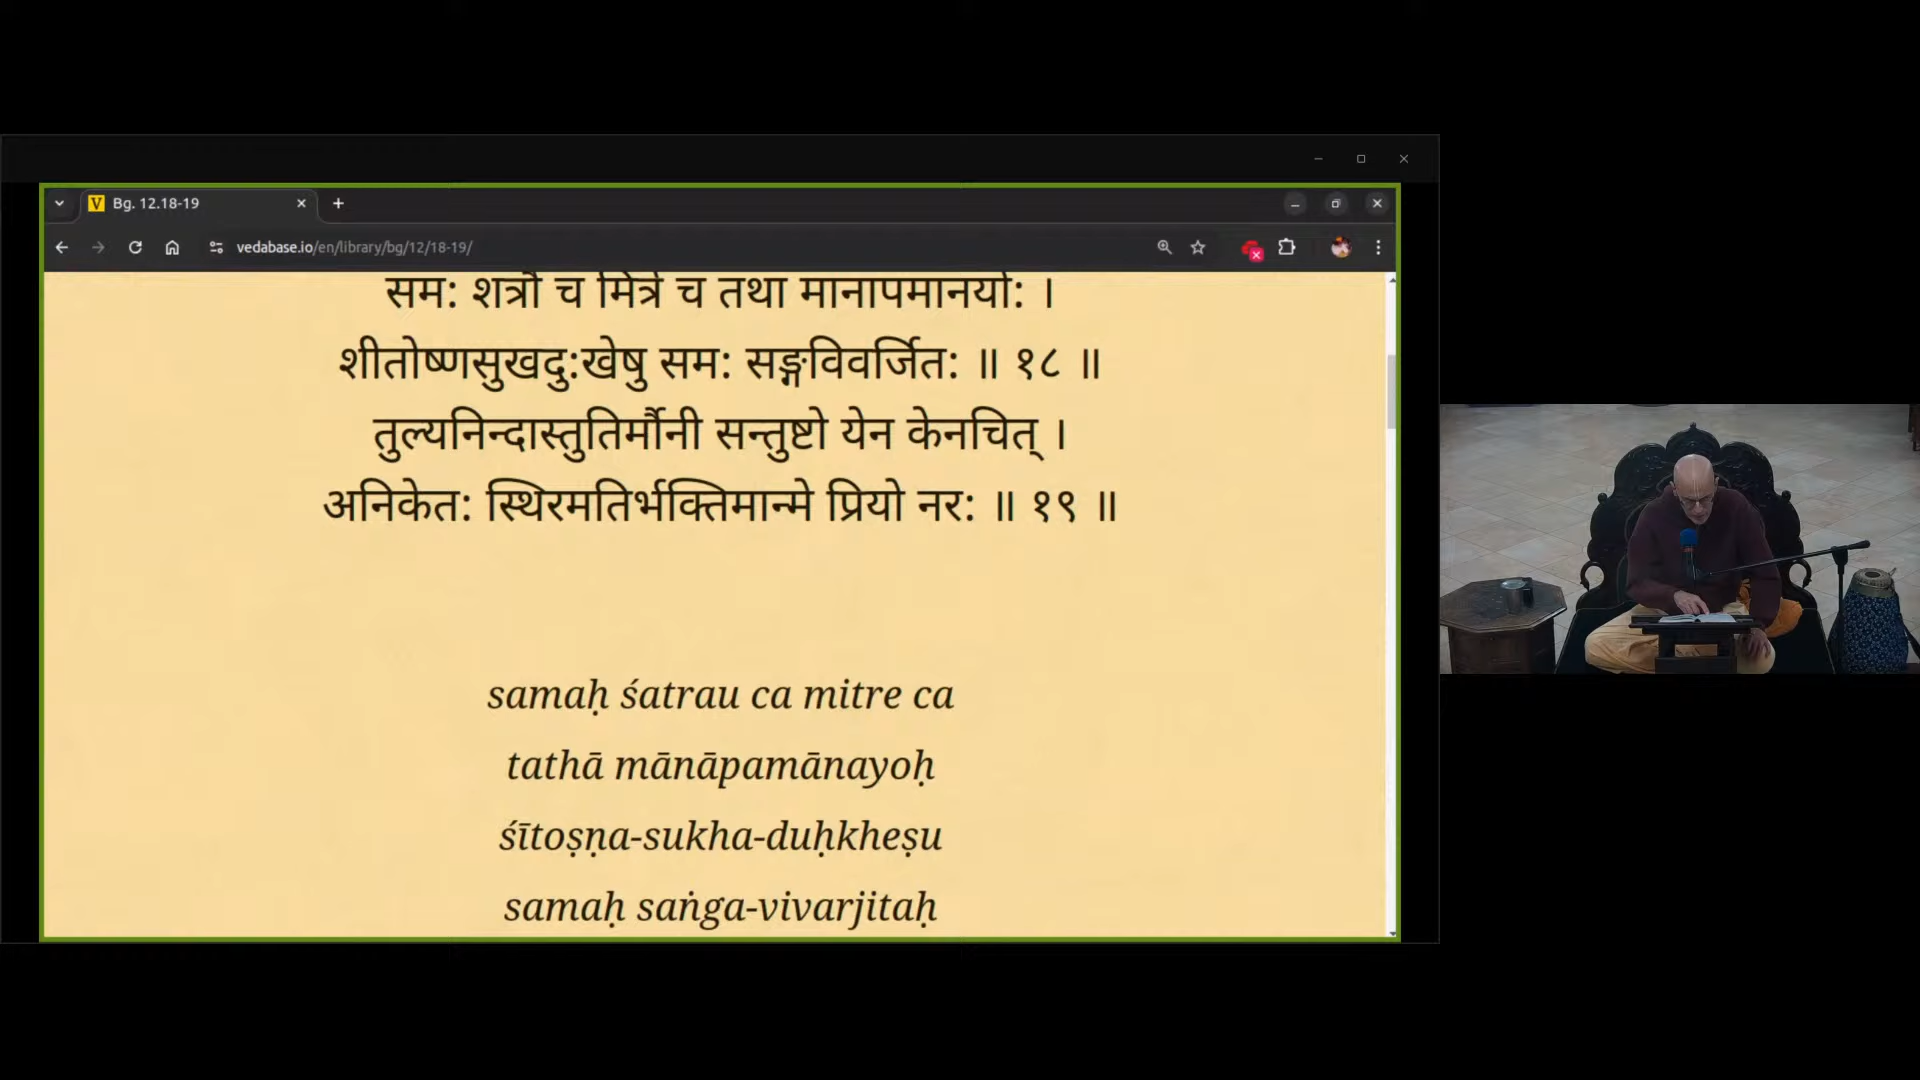 Bg. 12.18-19
vedabase.io/en/library/bg/12/18-19/
समः शत्रौ च मित्रे च तथा मानापमानयोः ।
शीतोष्णसुखदुःखेषु समः सङ्गविवर्जितः ॥ १८ ॥
तुल्यनिन्दास्तुतिर्मौनी सन्तुष्टो येन केनचित् ।
अनिकेतः स्थिरमतिर्भक्तिमान्मे प्रियो नरः ॥ १९ ॥
samaḥ śatrau ca mitre ca
tathā mānāpamānayoḥ
śītoṣṇa-sukha-duḥkheṣu
samaḥ saṅga-vivarjitaḥ